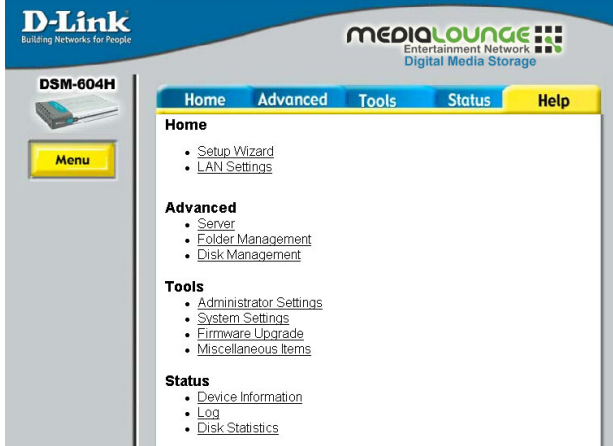 D-Link
Building Networks for People
MEDIALOUNGE
Entertainment Network
Digital Media Storage
DSM-604H
Menu
Home Advanced Tools Status Help
Home
Setup Wizard
LAN Settings
Advanced
Server
Folder Management
Disk Management
Tools
Administrator Settings
System Settings
Firmware Upgrade
Miscellaneous Items
Status
Device Information
Log
Disk Statistics